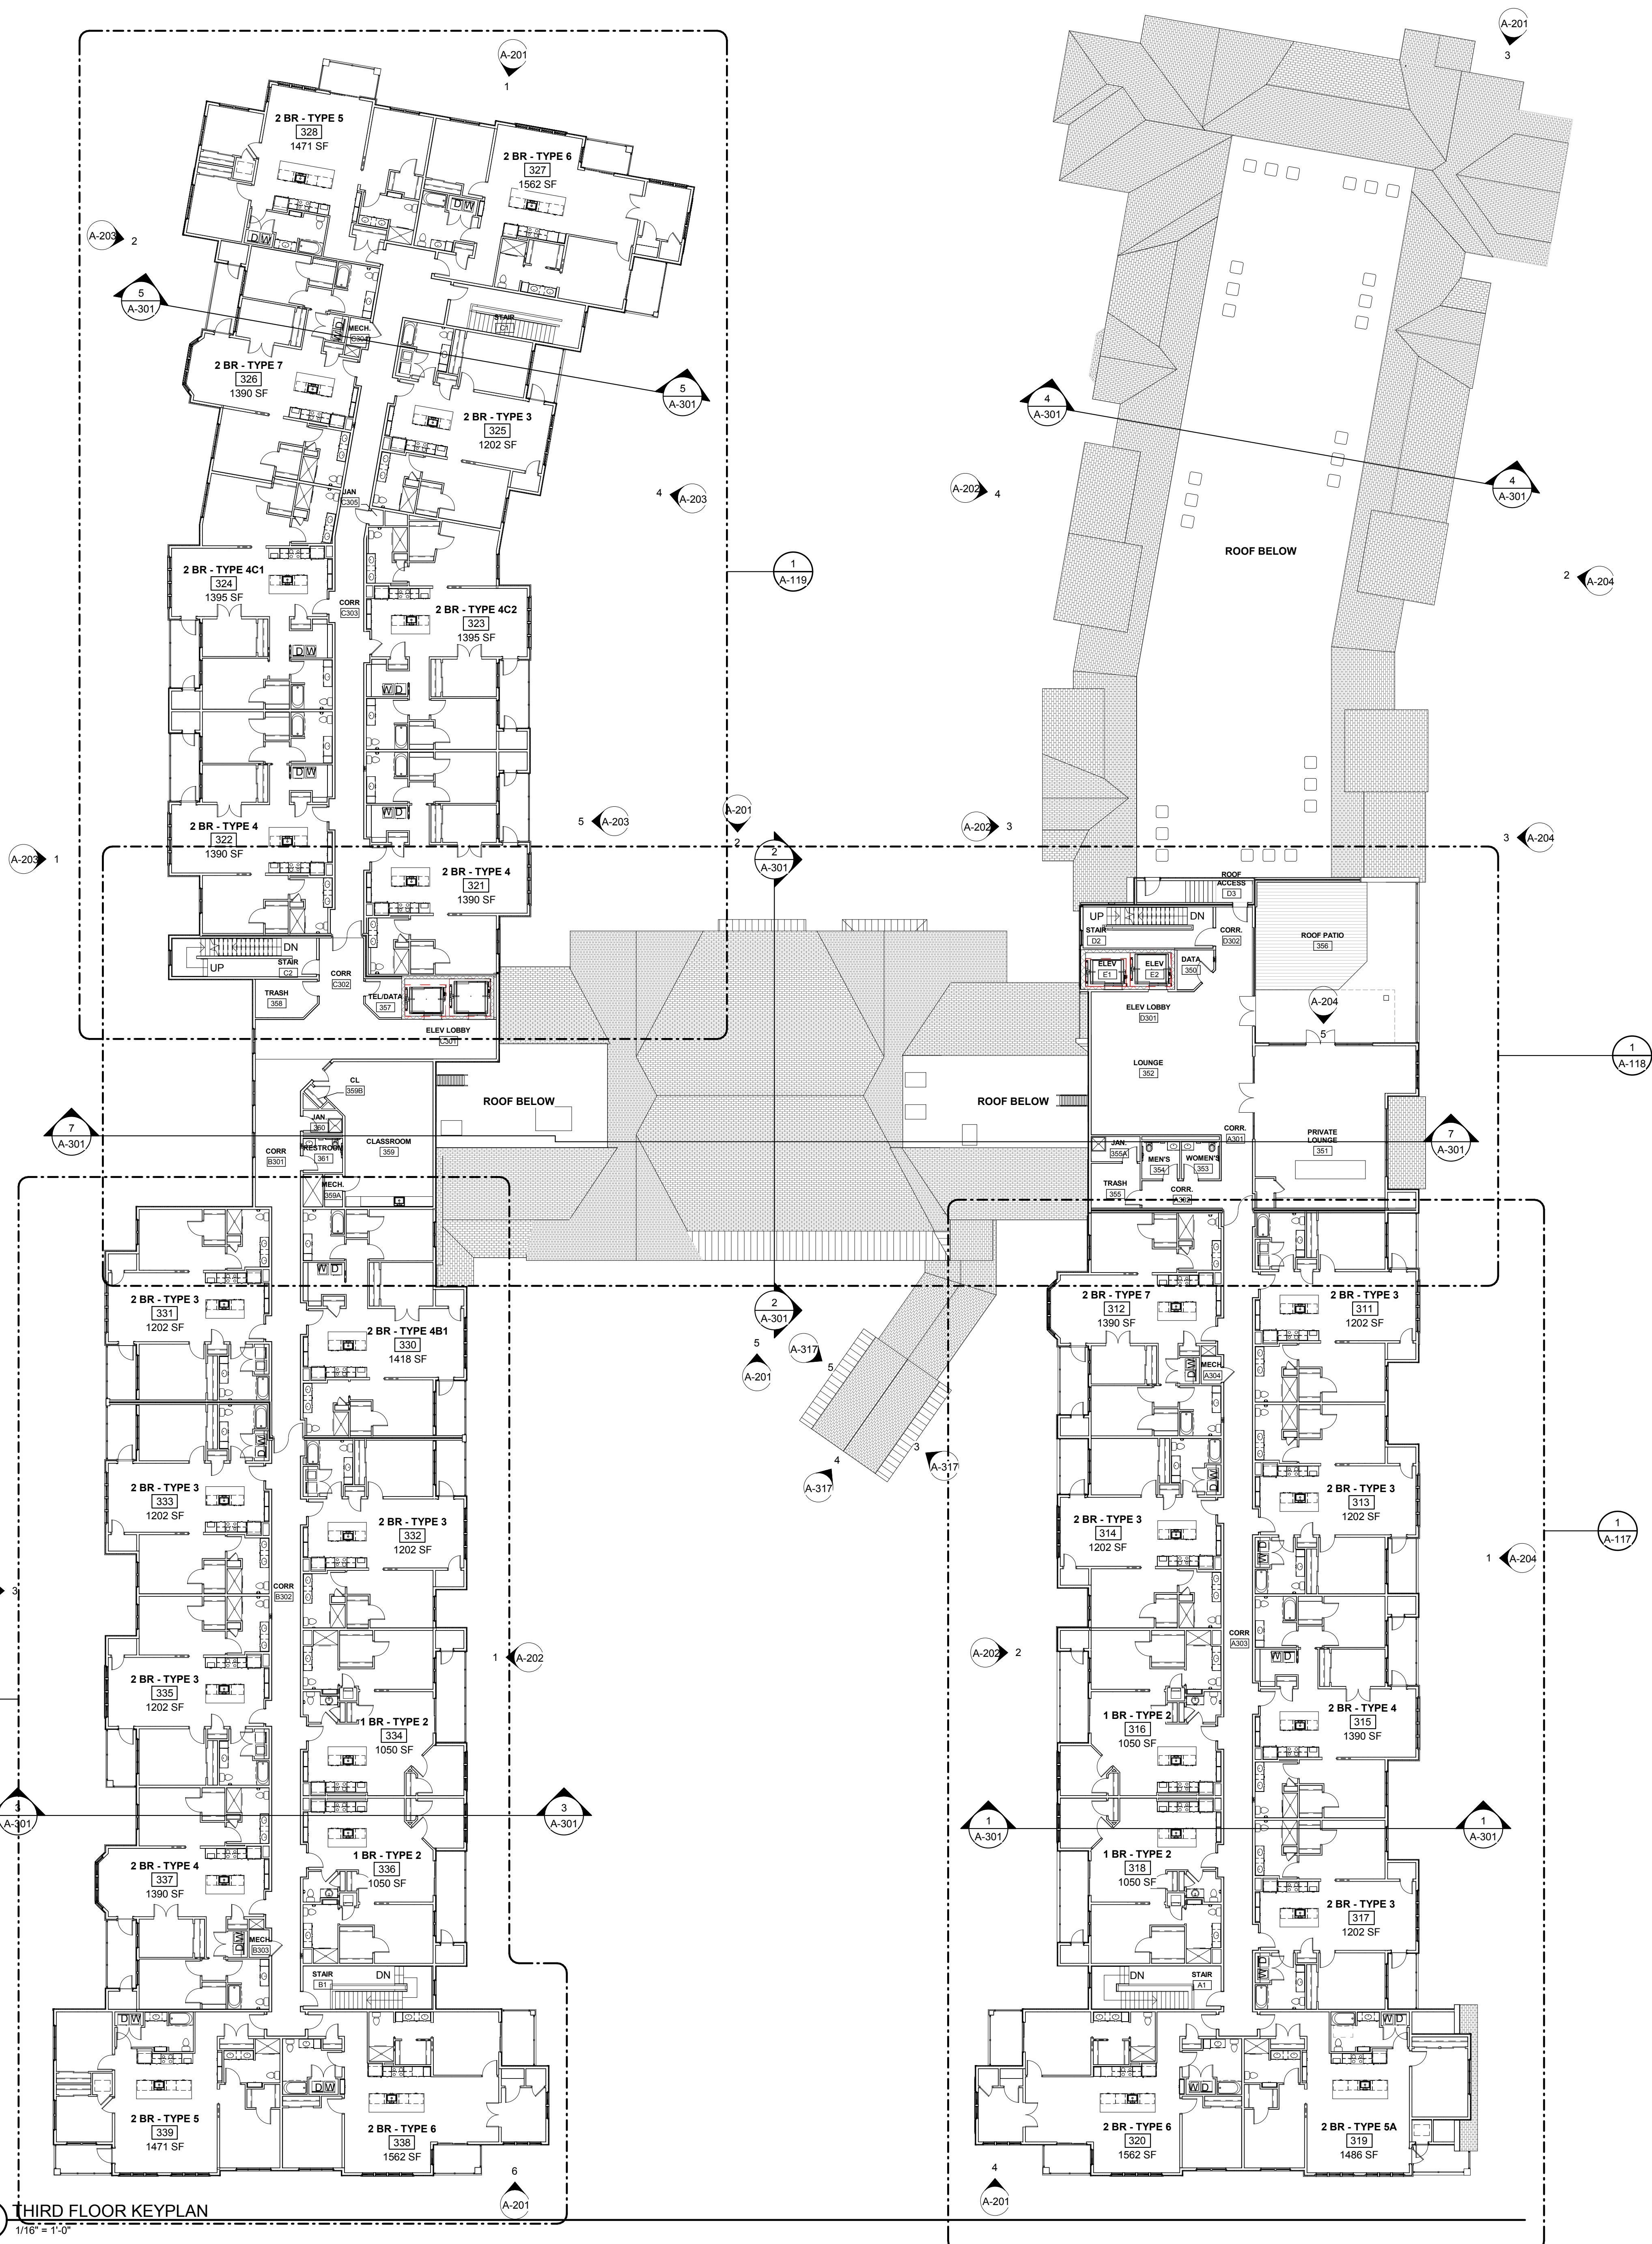 A-201
1
A-201
3
2 BR - TYPE 5
328
1471 SF
2 BR - TYPE 6
327
1562 SF
D W
D W
A-203
2
5
A-301
STAIR
C1
MECH.
W D
2 BR - TYPE 7
326
1390 SF
5
A-301
2 BR - TYPE 3
325
1202 SF
4
A-301
JAN
C305
4
A-203
A-202
4
4
A-301
ROOF BELOW
2 BR - TYPE 4C1
324
1395 SF
1
A-119
2
A-204
CORR
C303
2 BR - TYPE 4C2
323
1395 SF
D W
W D
D W
W D
A-201
2
5
A-203
A-202
3
3
A-204
2 BR - TYPE 4
322
1390 SF
A-203
1
2
A-301
2 BR - TYPE 4
321
1390 SF
ROOF
ACCESS
D3
UP
DN
STAIR
D2
CORR.
D302
ROOF PATIO
356
DN
UP
STAIR
C2
CORR
C302
ELEV
E1
ELEV
E2
DATA
350
TRASH
358
TEL/DATA
357
ELEV LOBBY
C301
ELEV LOBBY
D301
A-204
5
1
A-118
LOUNGE
352
CL
359B
ROOF BELOW
ROOF BELOW
JAN.
360
7
A-301
CLASSROOM
359
RESTROOM
361
CORR
B301
CORR.
A301
PRIVATE
LOUNGE
351
7
A-301
JAN.
355A
MEN'S
354
WOMEN'S
353
MECH.
359A
TRASH
355
CORR.
A302
W D
2 BR - TYPE 3
331
1202 SF
2 BR - TYPE 4B1
330
1418 SF
2
A-301
5
A-201
A-317
5
2 BR - TYPE 7
312
1390 SF
2 BR - TYPE 3
311
1202 SF
MECH
A304
D W
D W
3
A-317
4
A-317
D W
2 BR - TYPE 3
333
1202 SF
2 BR - TYPE 3
332
1202 SF
2 BR - TYPE 3
314
1202 SF
2 BR - TYPE 3
313
1202 SF
1
A-117
D W
1
A-204
3
CORR
B302
CORR
A303
1
A-202
A-202
2
W D
2 BR - TYPE 3
335
1202 SF
1 BR - TYPE 2
334
1050 SF
1 BR - TYPE 2
316
1050 SF
2 BR - TYPE 4
315
1390 SF
3
A-301
3
A-301
1
A-301
1
A-301
2 BR - TYPE 4
337
1390 SF
1 BR - TYPE 2
336
1050 SF
1 BR - TYPE 2
318
1050 SF
2 BR - TYPE 3
317
1202 SF
D W
MECH
B303
D W
STAIR
B1
DN
DN
STAIR
A1
D W
W D
D W
W D
2 BR - TYPE 5
339
1471 SF
2 BR - TYPE 6
338
1562 SF
2 BR - TYPE 6
320
1562 SF
2 BR - TYPE 5A
319
1486 SF
6
A-201
4
A-201
THIRD FLOOR KEYPLAN
1/16" = 1'-0"